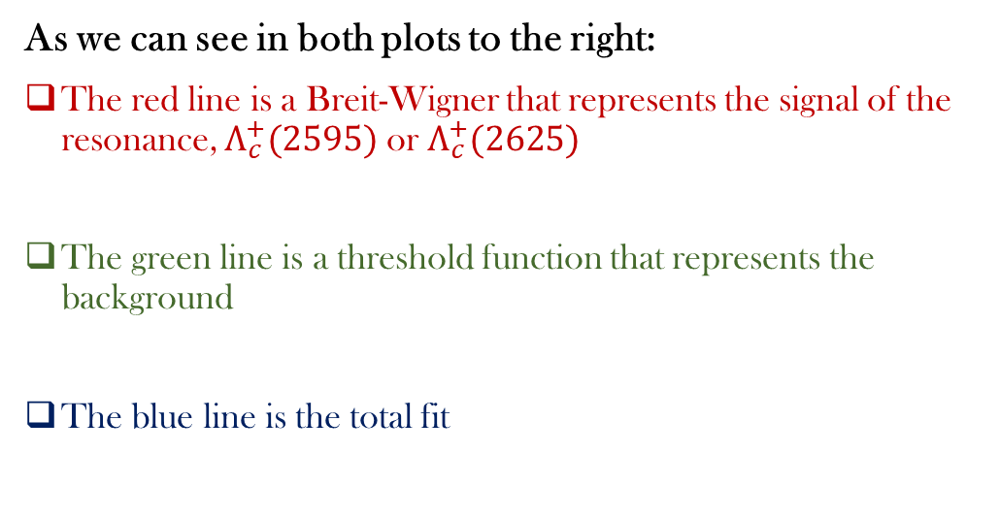 As we can see in both plots to the right:
❑ The red line is a Breit-Wigner that represents the signal of the
resonance, Λ_c^+(2595) or Λ_c^+(2625)
❑ The green line is a threshold function that represents the
background
❑ The blue line is the total fit